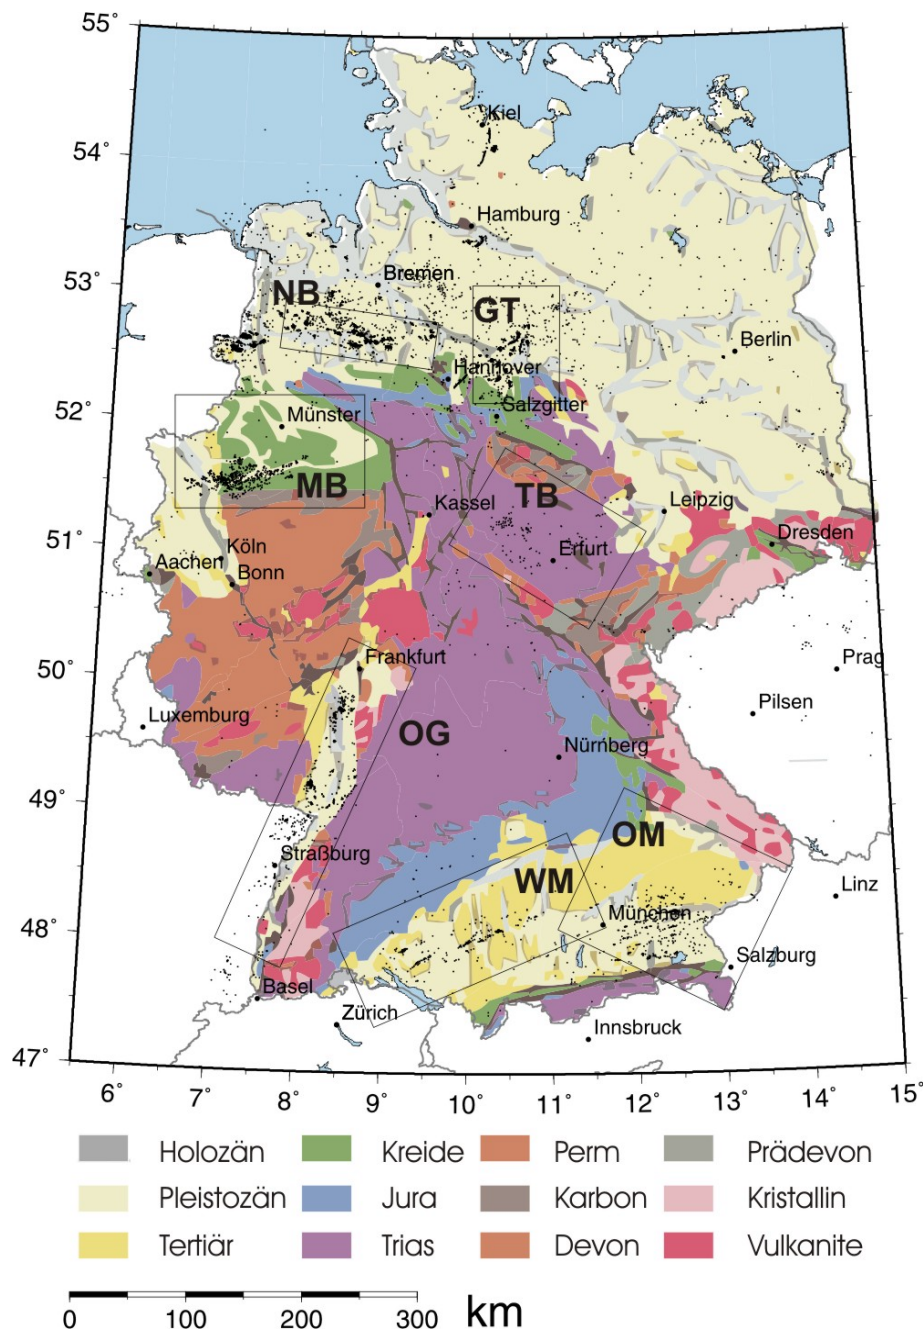 55°
Kiel
54°
Hamburg
53°
Bremen
NB
GT
Berlin
Hannover
52°
Münster
Salzgitter
MB
TB
Kassel
Leipzig
51°
Köln
Erfurt
Dresden
Aachen
Bonn
50°
Frankfurt
Prag
Luxemburg
OG
Pilsen
Nürnberg
49°
OM
Straßburg
WM
Linz
48°
München
Salzburg
Basel
Zürich
Innsbruck
47°
6° 7° 8° 9° 10° 11° 12° 13° 14° 15°
Holozän Kreide Perm Prädevon
Pleistozän Jura Karbon Kristallin
Tertiär Trias Devon Vulkanite
0 100 200 300 km